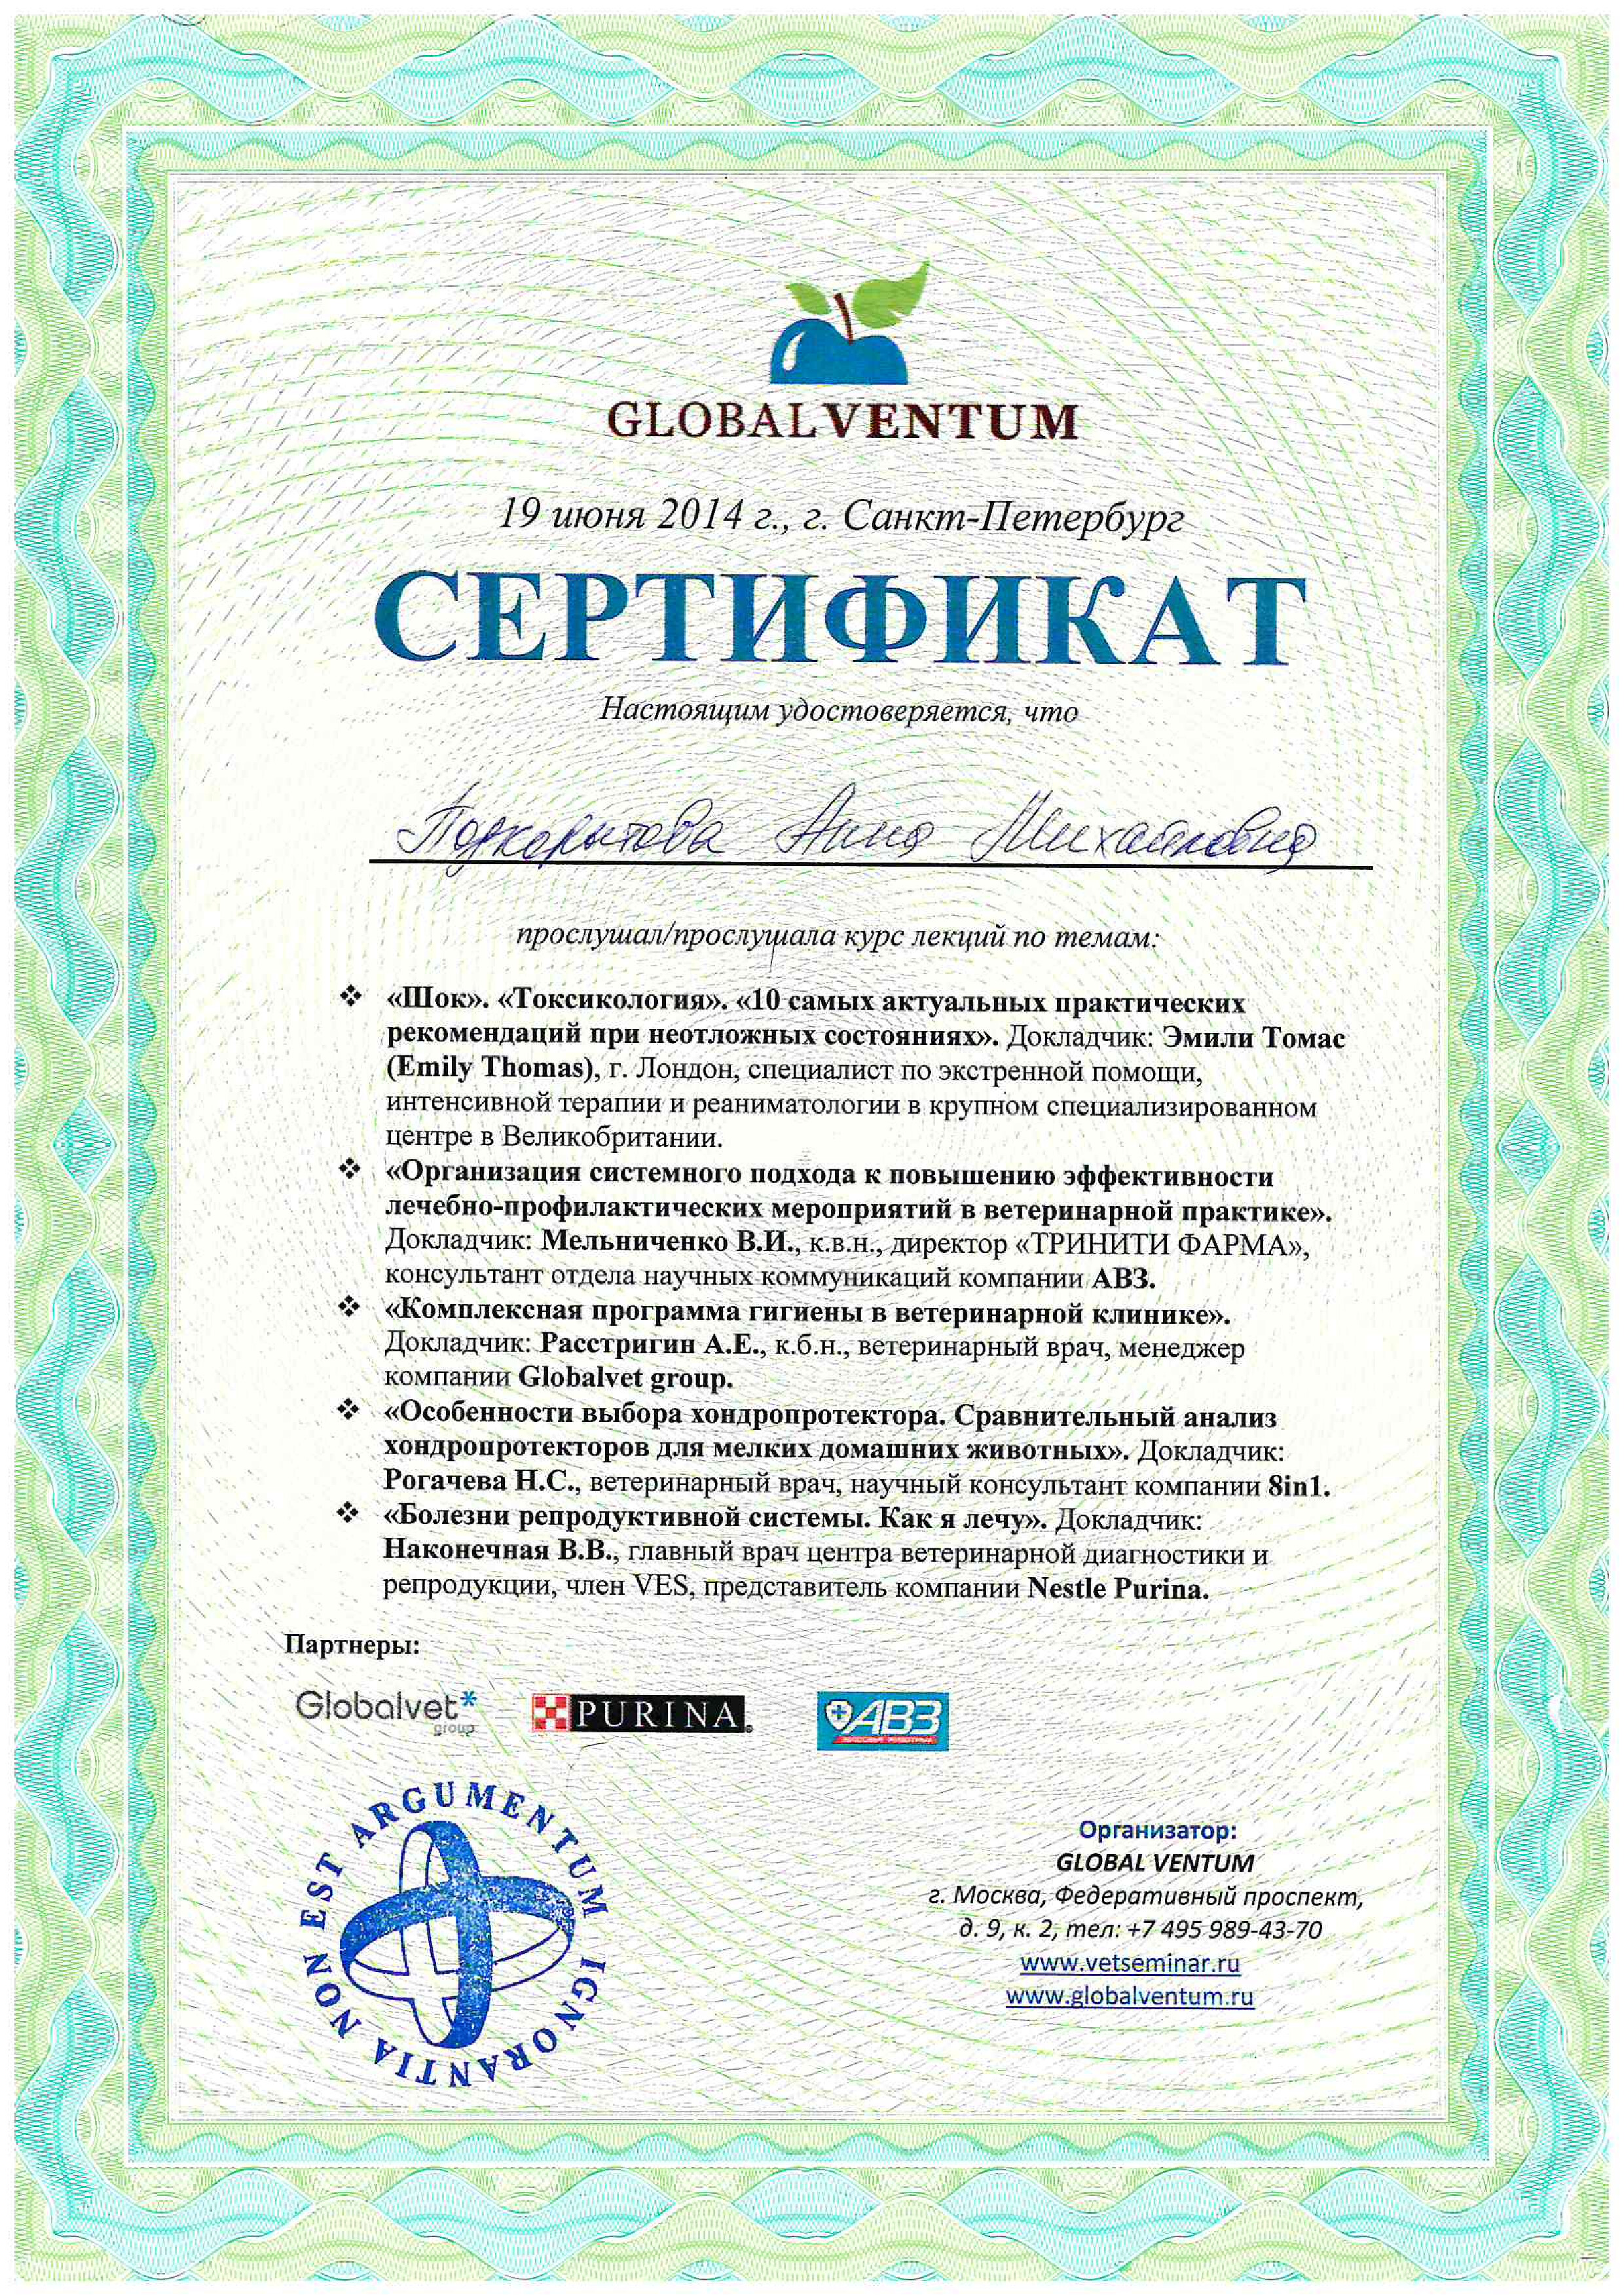 GLOBALVENTUM
19 июня 2014 г., г. Санкт-Петербург
СЕРТИФИКАТ
Настоящим удостоверяется, что
Подкорытова Анна Михайловна
прослушал/прослушала курс лекций по темам:
❖ «Шок». «Токсикология». «10 самых актуальных практических
рекомендаций при неотложных состояниях». Докладчик: Эмили Томас
(Emily Thomas), г. Лондон, специалист по экстренной помощи,
интенсивной терапии и реаниматологии в крупном специализированном
центре в Великобритании.
❖ «Организация системного подхода к повышению эффективности
лечебно-профилактических мероприятий в ветеринарной практике».
Докладчик: Мельниченко В.И., к.в.н., директор «ТРИНИТИ ФАРМА»,
консультант отдела научных коммуникаций компании АВЗ.
❖ «Комплексная программа гигиены в ветеринарной клинике».
Докладчик: Расстригин А.Е., к.б.н., ветеринарный врач, менеджер
компании Globalvet group.
❖ «Особенности выбора хондропротектора. Сравнительный анализ
хондропротекторов для мелких домашних животных». Докладчик:
Рогачева Н.С., ветеринарный врач, научный консультант компании 8in1.
❖ «Болезни репродуктивной системы. Как я лечу». Докладчик:
Наконечная В.В., главный врач центра ветеринарной диагностики и
репродукции, член VES, представитель компании Nestle Purina.
Партнеры:
Globalvet* group
PURINA
АВЗ
NON EST ARGUMENTUM IGNORANTIA
Организатор:
GLOBAL VENTUM
г. Москва, Федеративный проспект,
д. 9, к. 2, тел: +7 495 989-43-70
www.vetseminar.ru
www.globalventum.ru